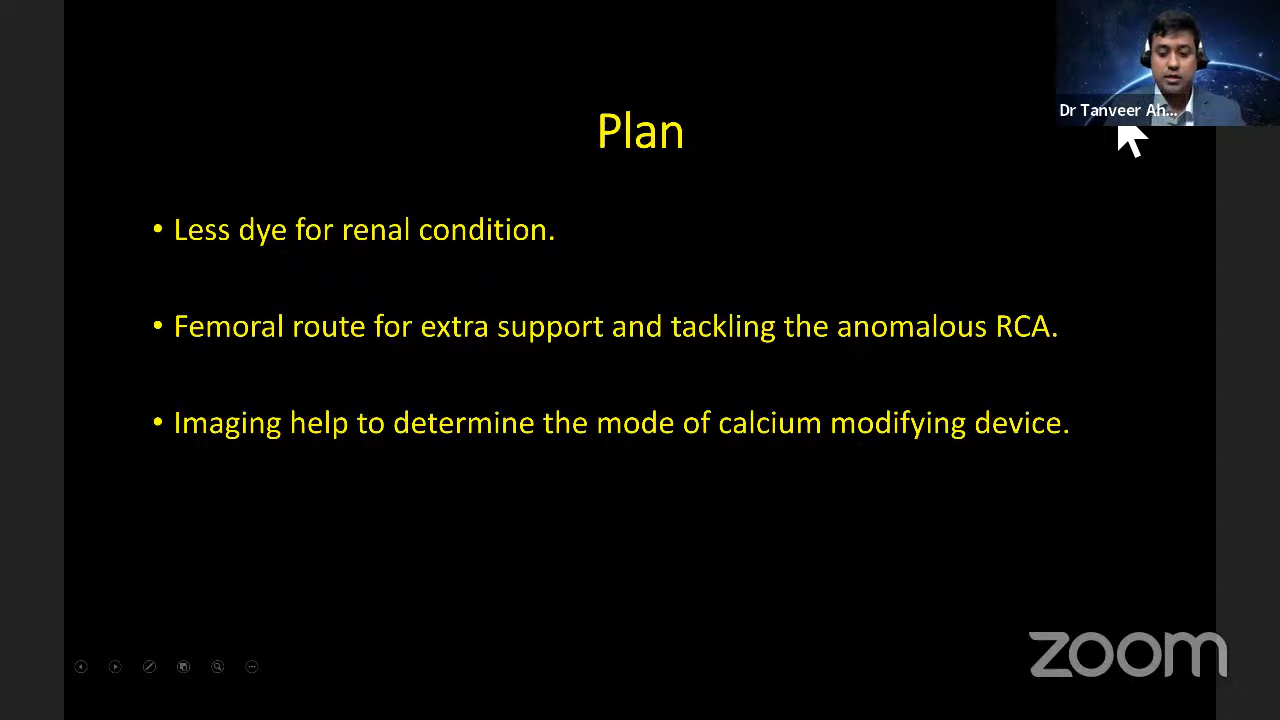 Dr Tanveer Ah...
Plan
• Less dye for renal condition.
• Femoral route for extra support and tackling the anomalous RCA.
• Imaging help to determine the mode of calcium modifying device.
zoom